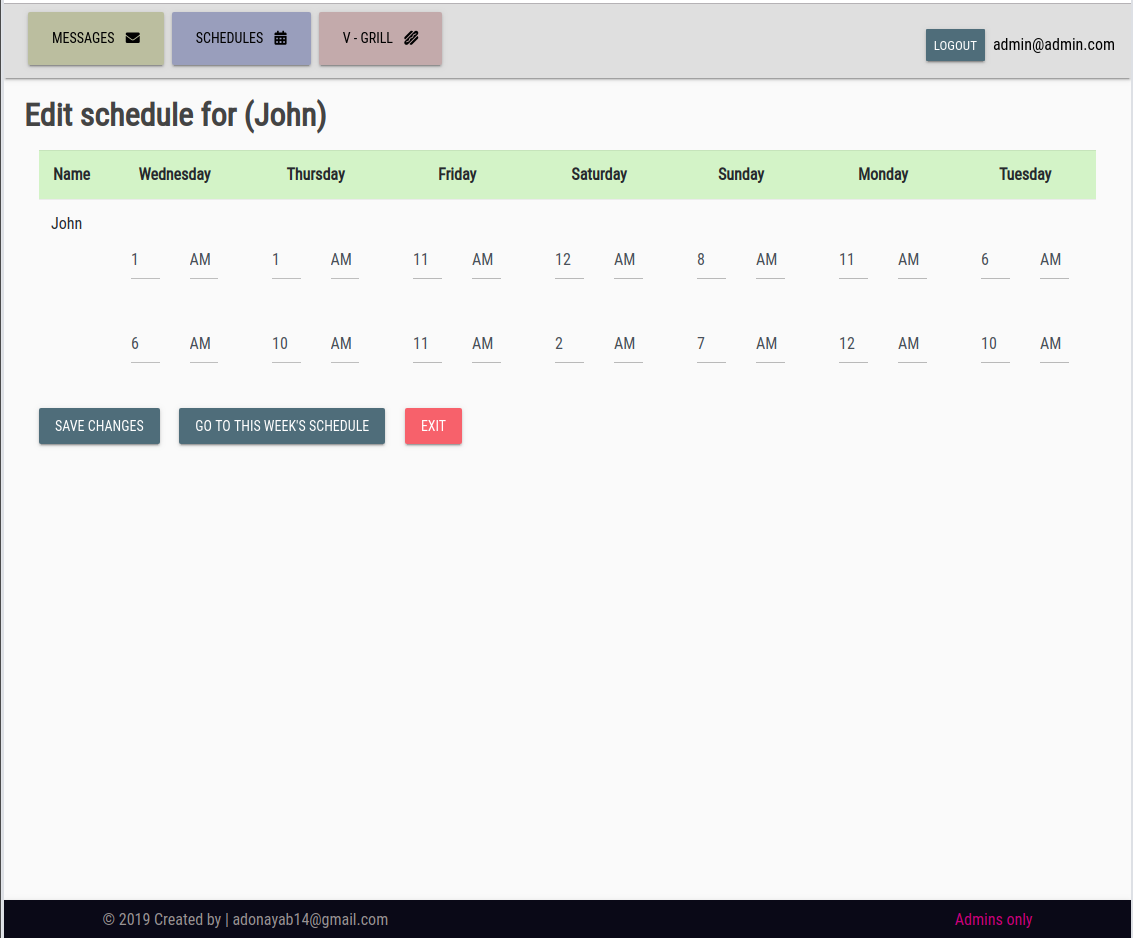 MESSAGES SCHEDULES V - GRILL LOGOUT admin@admin.com
Edit schedule for (John)
Name Wednesday Thursday Friday Saturday Sunday Monday Tuesday
John
1 AM 1 AM 11 AM 12 AM 8 AM 11 AM 6 AM
6 AM 10 AM 11 AM 2 AM 7 AM 12 AM 10 AM
SAVE CHANGES GO TO THIS WEEK'S SCHEDULE EXIT
© 2019 Created by | adonayab14@gmail.com Admins only